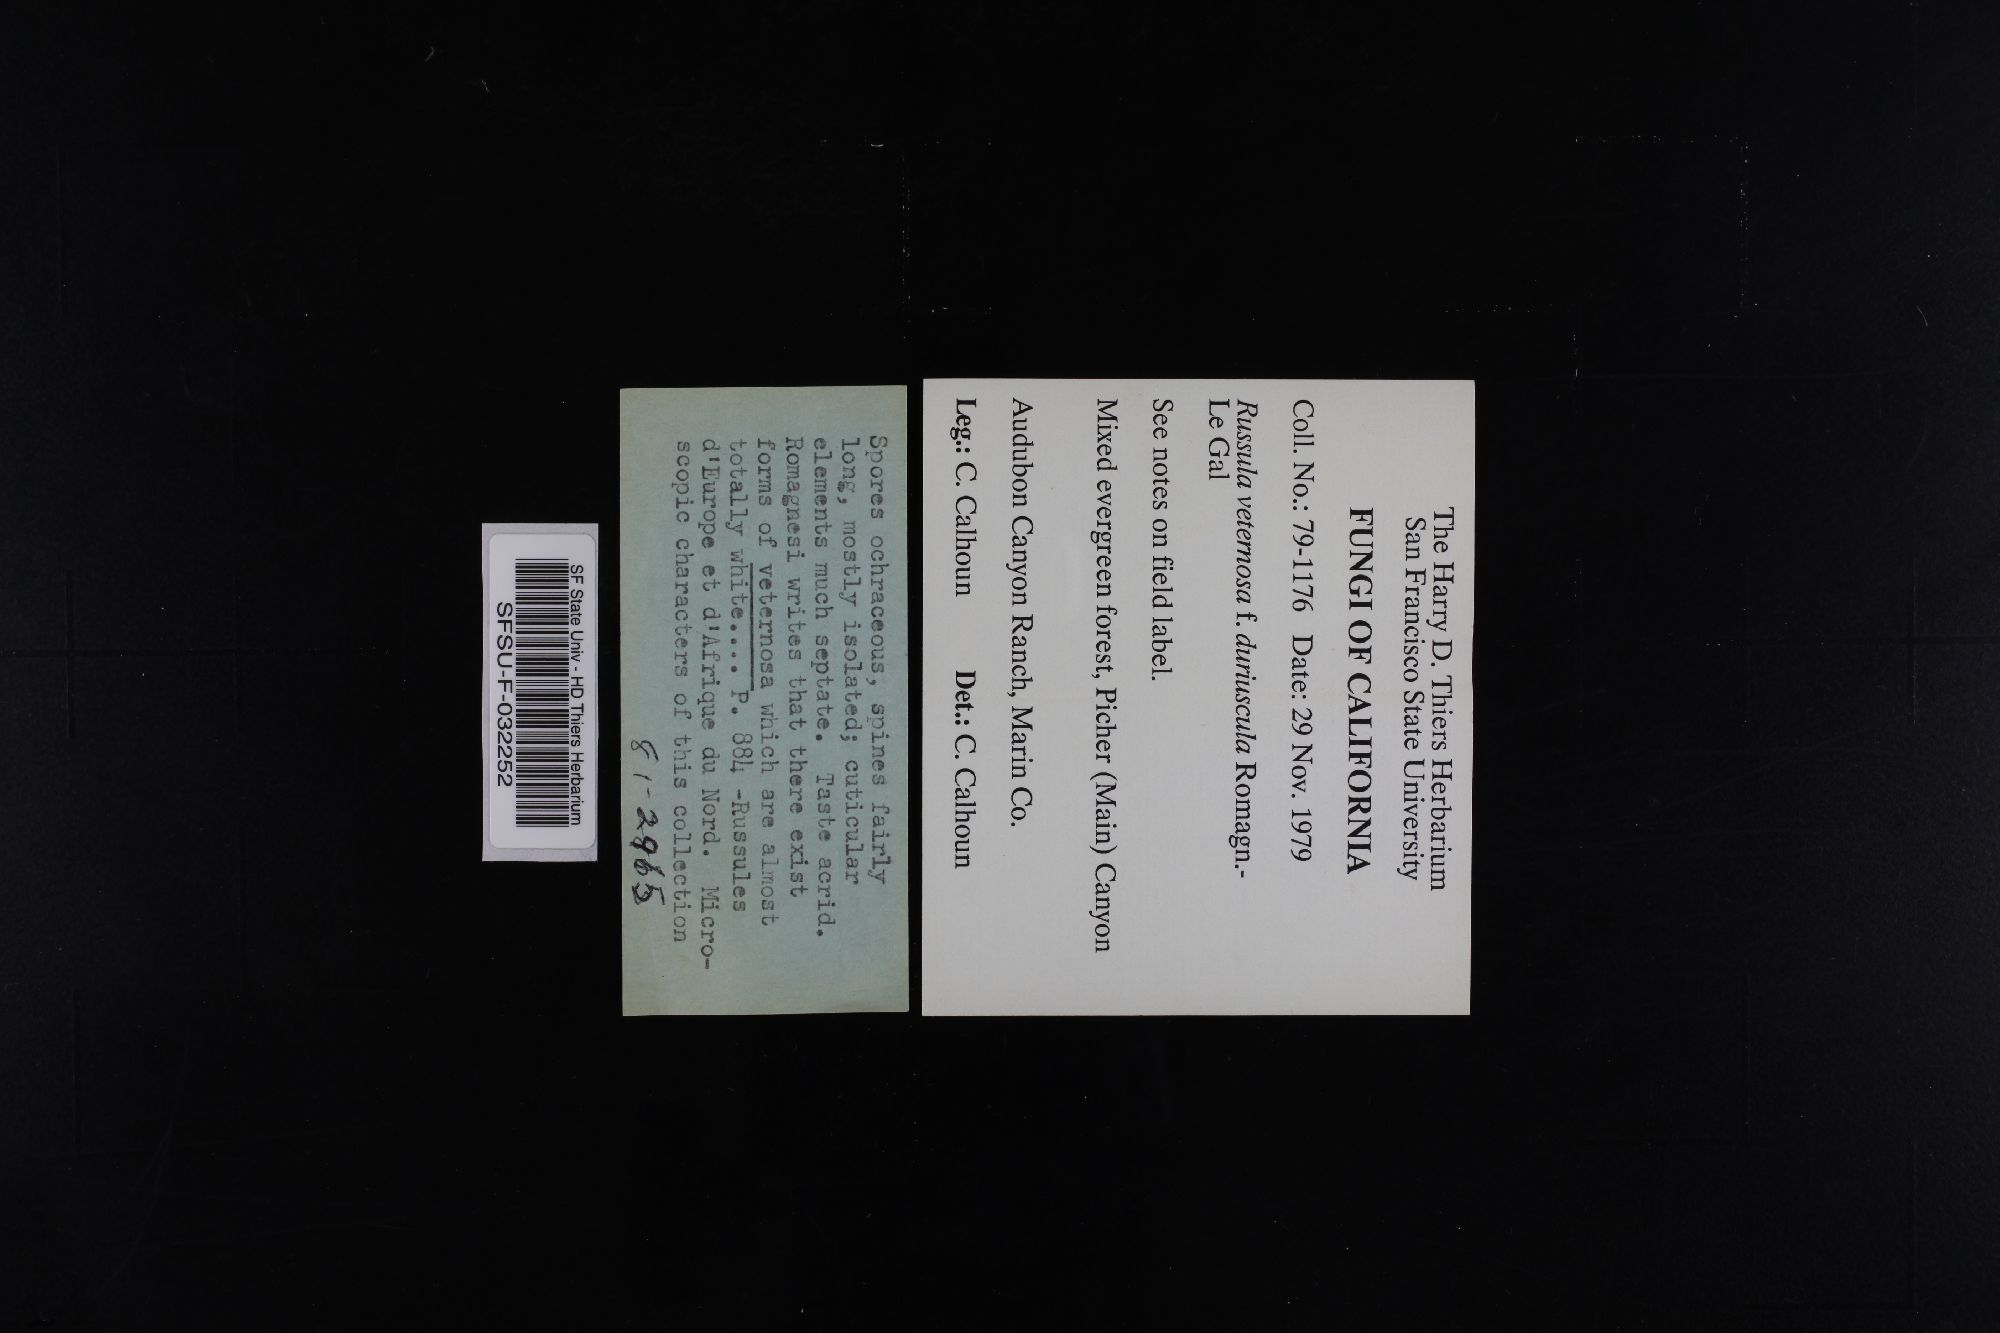 The Harry D. Thiers Herbarium
San Francisco State University
FUNGI OF CALIFORNIA
Coll. No.: 79-1176 Date: 29 Nov. 1979
Russula veternosa f. duriuscula Romagn.-
Le Gal
See notes on field label.
Mixed evergreen forest, Picher (Main) Canyon
Audubon Canyon Ranch, Marin Co.
Leg.: C. Calhoun Det.: C. Calhoun
Spores ochraceous, spines fairly
long, mostly isolated; cuticular
elements much septate. Taste acrid.
Romagnesi writes that there exist
forms of veternosa which are almost
totally white.... P. 884 -Russules
d'Europe et d'Afrique du Nord. Micro-
scopic characters of this collection
81-2965
SF State Univ - HD Thiers Herbarium
SFSU-F-032252